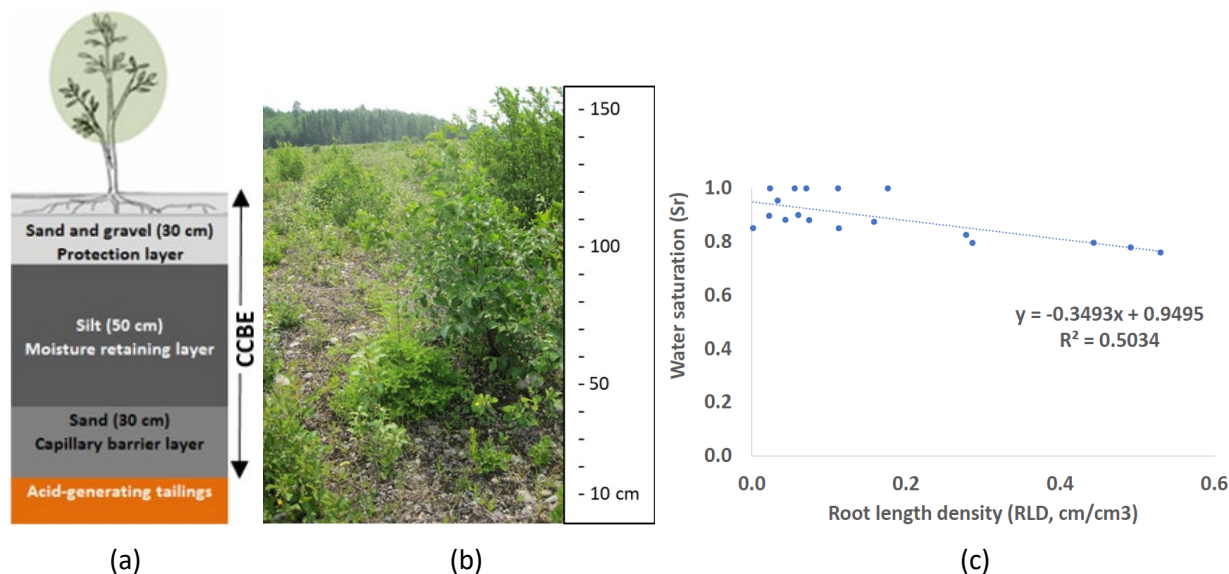 Sand and gravel (30 cm)
Protection layer
Silt (50 cm)
Moisture retaining layer
Sand (30 cm)
Capillary barrier layer
Acid-generating tailings
CCBE
(a)
- 150
-
-
-
- 100
-
-
-
-
- 50
-
-
-
- 10 cm
(b)
Water saturation (Sr)
1.0
0.8
0.6
0.4
0.2
0.0
y = -0.3493x + 0.9495
R² = 0.5034
0.0 0.2 0.4 0.6
Root length density (RLD, cm/cm3)
(c)